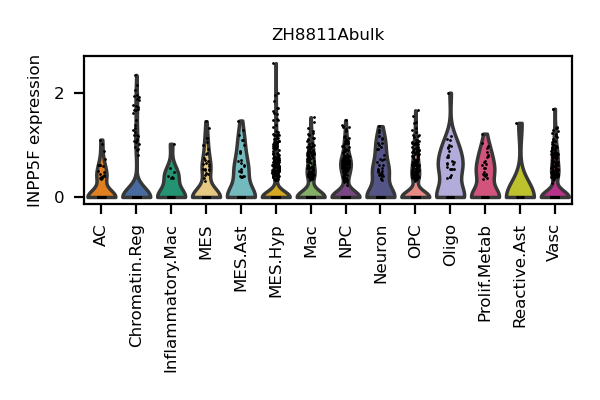 ZH8811Abulk
INPP5F expression
2
0
AC
Chromatin.Reg
Inflammatory.Mac
MES
MES.Ast
MES.Hyp
Mac
NPC
Neuron
OPC
Oligo
Prolif.Metab
Reactive.Ast
Vasc